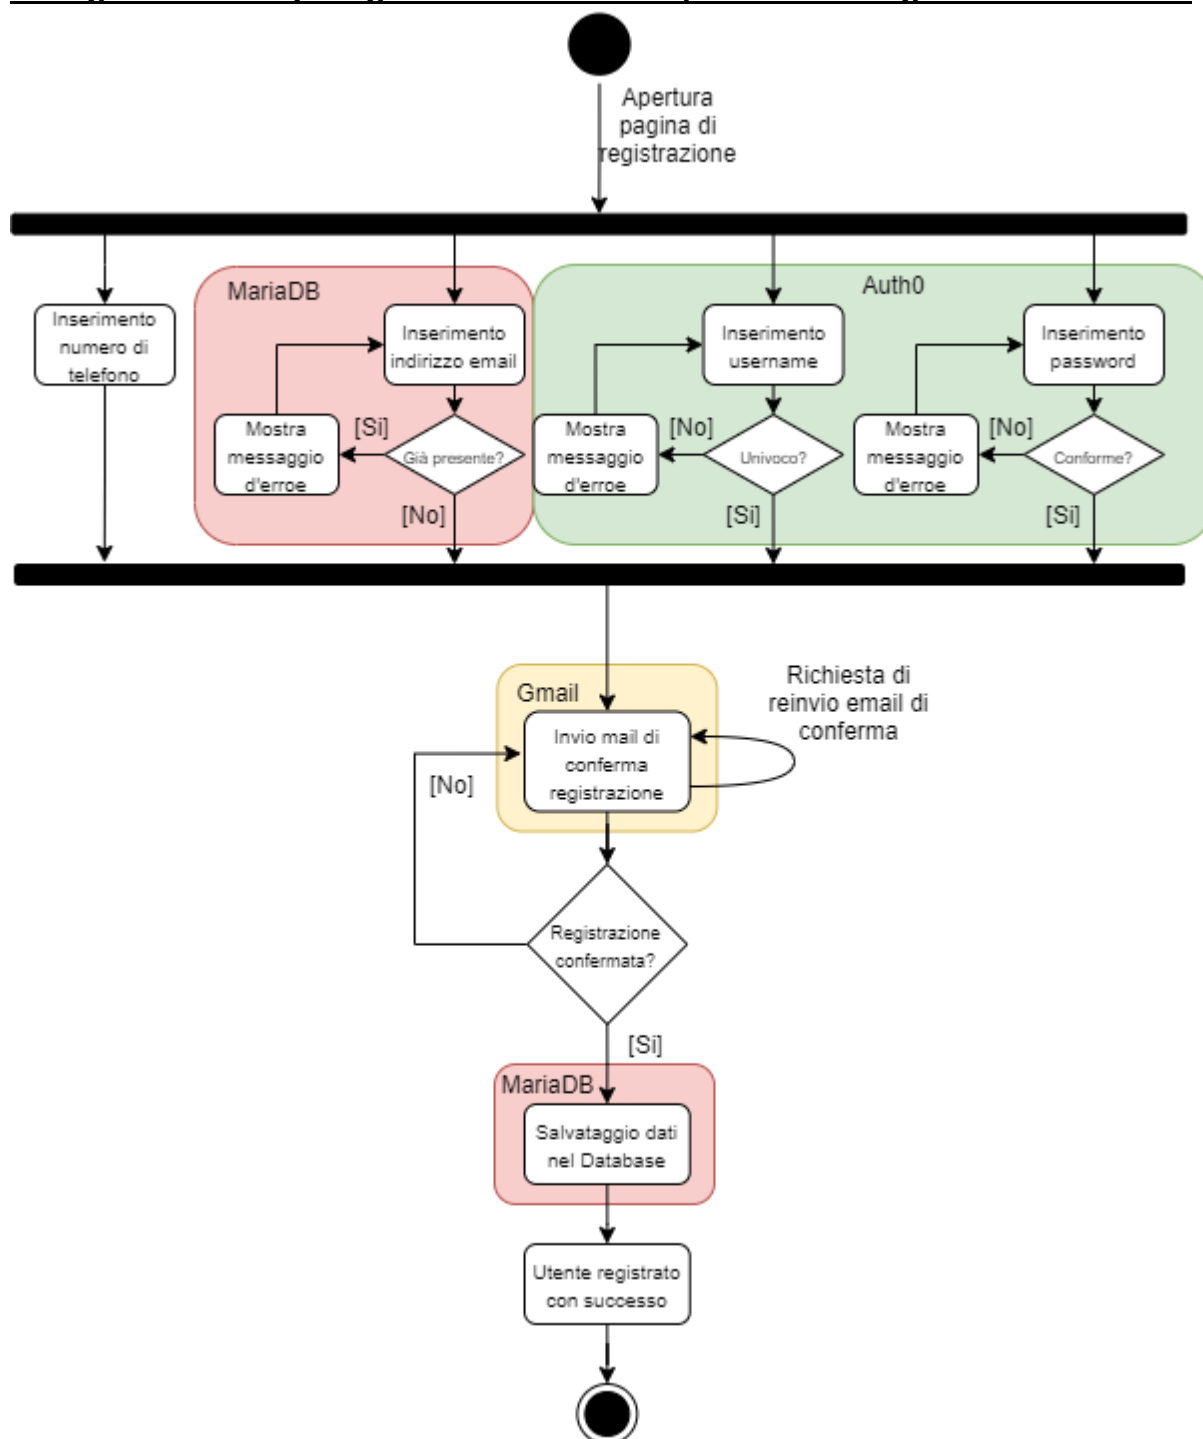 Apertura
pagina di
registrazione
MariaDB
Auth0
Inserimento
numero di
telefono
Inserimento
indirizzo email
Inserimento
username
Inserimento
password
Mostra
messaggio
d'erroe
[Si]
Già presente?
Mostra
messaggio
d'erroe
[No]
Univoco?
Mostra
messaggio
d'erroe
[No]
Conforme?
[No]
[Si]
[Si]
Gmail
Richiesta di
reinvio email di
conferma
Invio mail di
conferma
registrazione
[No]
Registrazione
confermata?
[Si]
MariaDB
Salvataggio dati
nel Database
Utente registrato
con successo